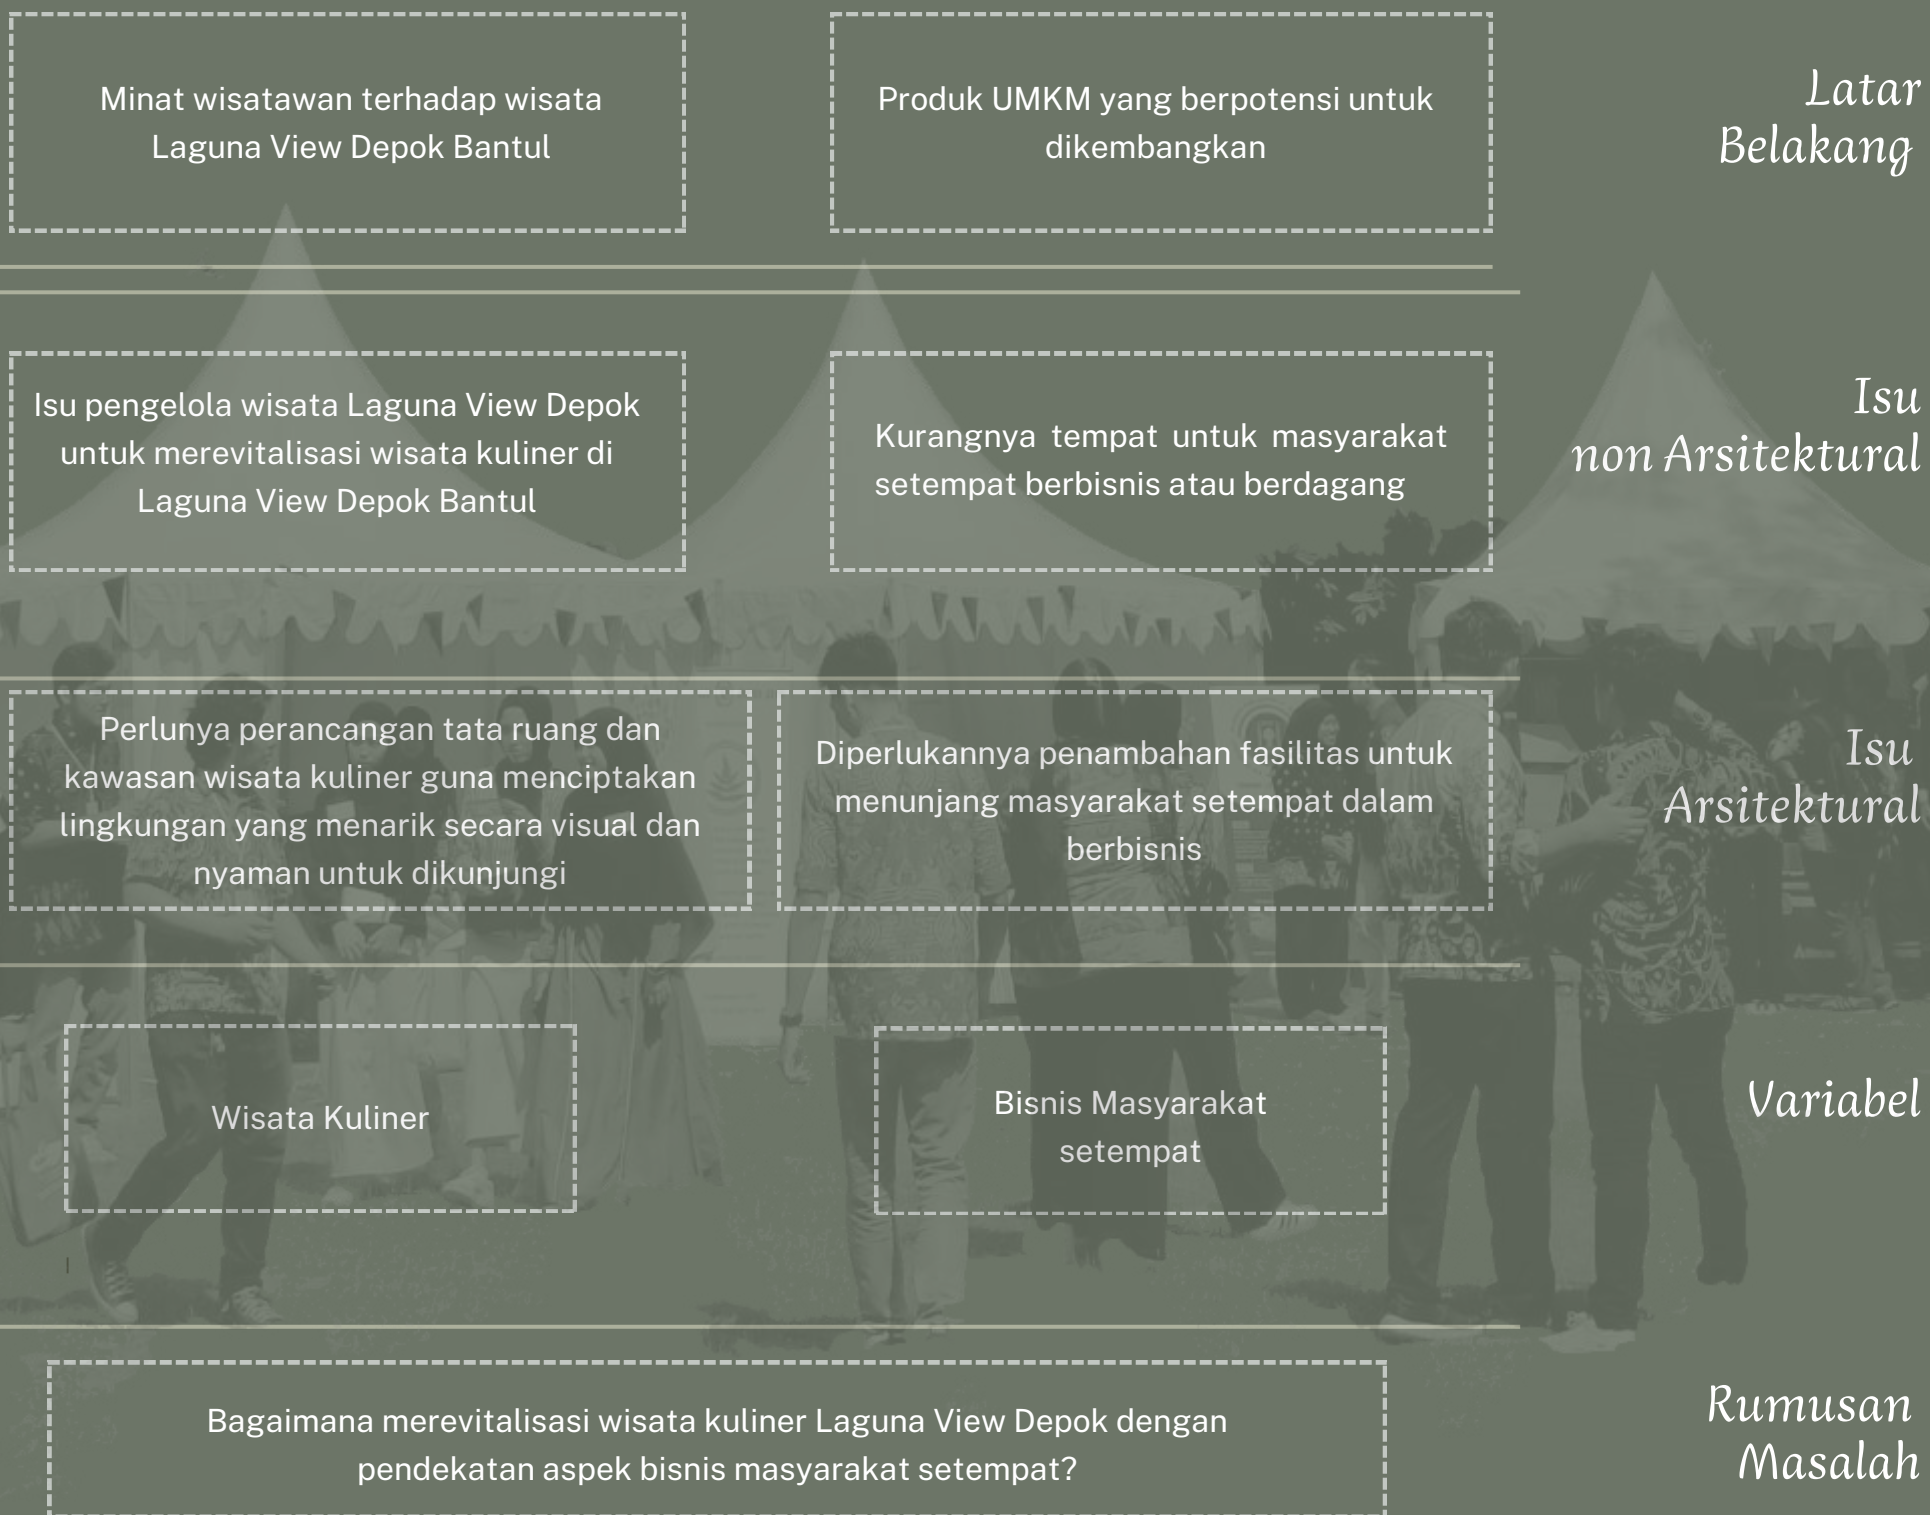 Minat wisatawan terhadap wisata
Laguna View Depok Bantul
Produk UMKM yang berpotensi untuk
dikembangkan
Latar
Belakang
Isu pengelola wisata Laguna View Depok
untuk merevitalisasi wisata kuliner di
Laguna View Depok Bantul
Kurangnya tempat untuk masyarakat
setempat berbisnis atau berdagang
Isu
non Arsitektural
Perlunya perancangan tata ruang dan
kawasan wisata kuliner guna menciptakan
lingkungan yang menarik secara visual dan
nyaman untuk dikunjungi
Diperlukannya penambahan fasilitas untuk
menunjang masyarakat setempat dalam
berbisnis
Isu
Arsitektural
Wisata Kuliner
Bisnis Masyarakat
setempat
Variabel
Bagaimana merevitalisasi wisata kuliner Laguna View Depok dengan
pendekatan aspek bisnis masyarakat setempat?
Rumusan
Masalah